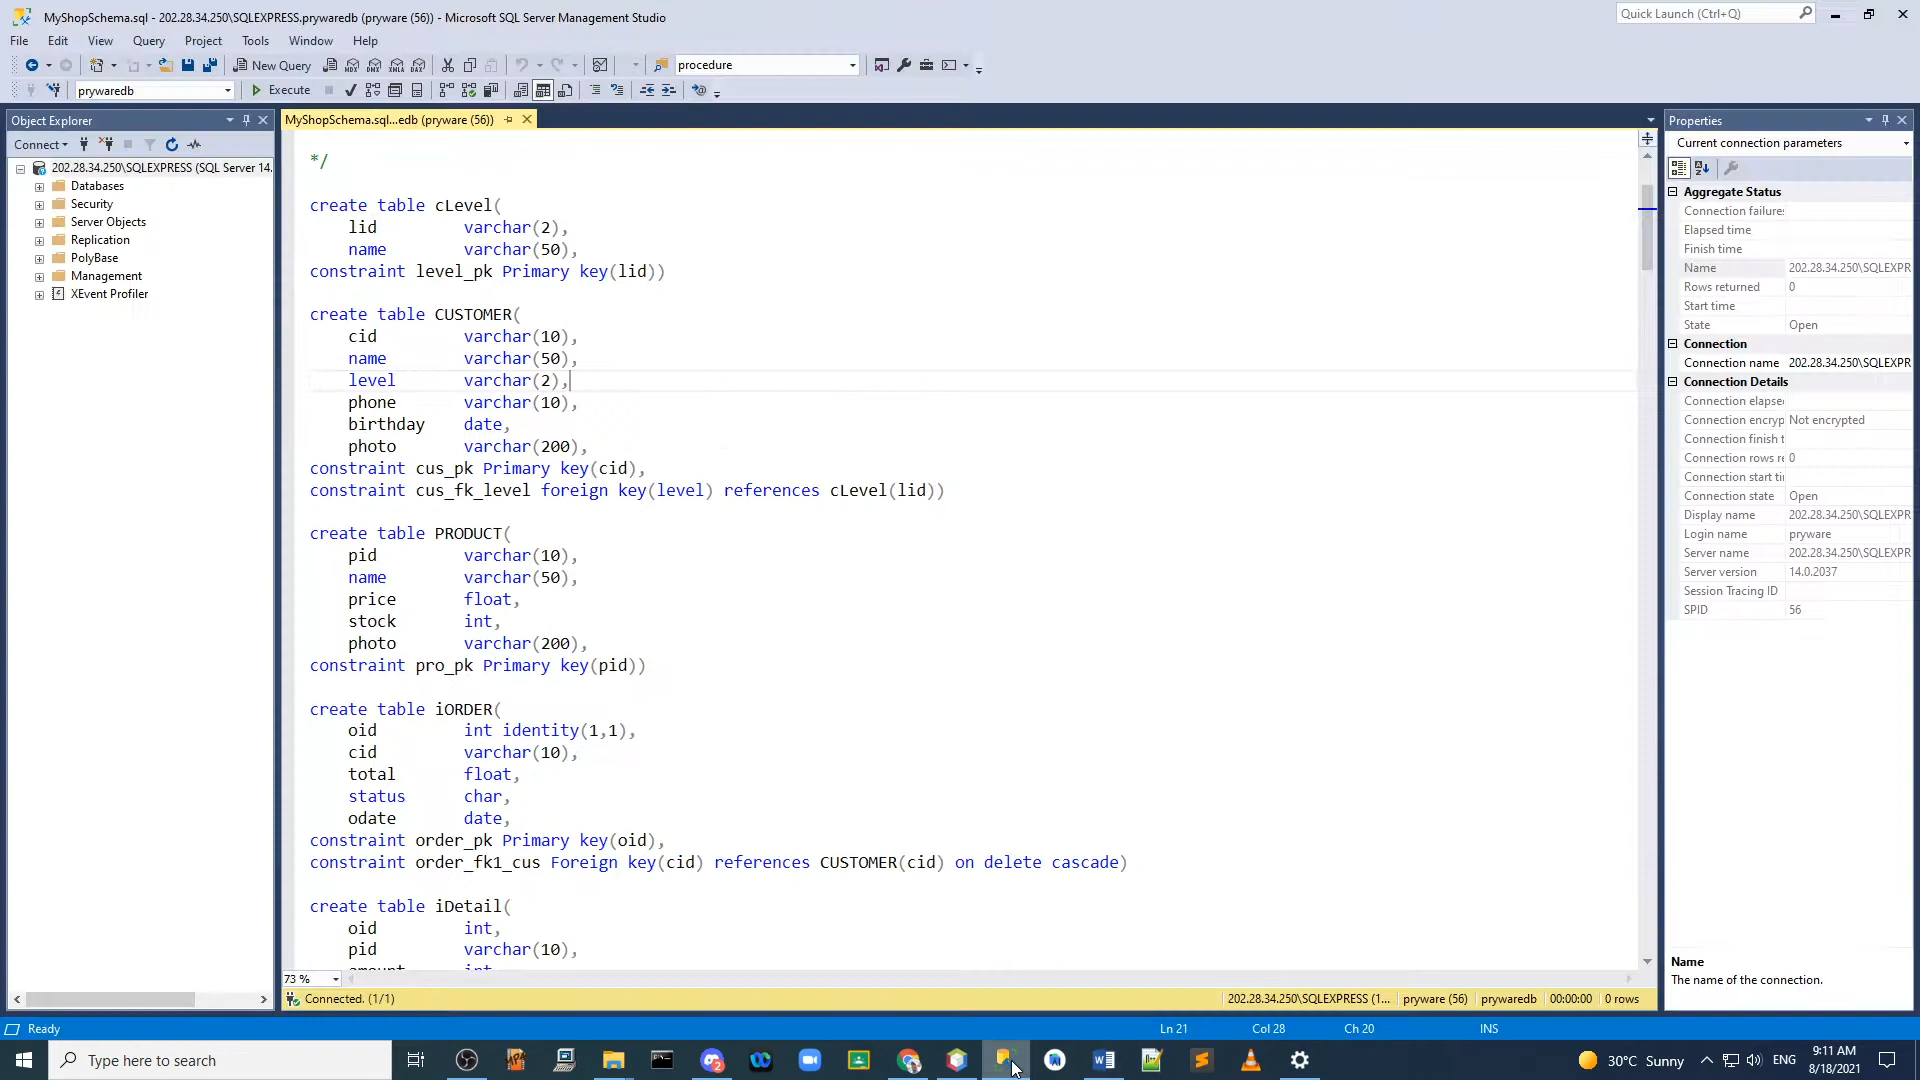 MyShopSchema.sql - 202.28.34.250\SQLEXPRESS.prywaredb (pryware (56)) - Microsoft SQL Server Management Studio
Quick Launch (Ctrl+Q)
File Edit View Query Project Tools Window Help
New Query
procedure
prywaredb
Execute
Object Explorer
Connect
202.28.34.250\SQLEXPRESS (SQL Server 14.
Databases
Security
Server Objects
Replication
PolyBase
Management
XEvent Profiler
MyShopSchema.sql...edb (pryware (56))
*/
create table cLevel(
lid varchar(2),
name varchar(50),
constraint level_pk Primary key(lid))
create table CUSTOMER(
cid varchar(10),
name varchar(50),
level varchar(2),
phone varchar(10),
birthday date,
photo varchar(200),
constraint cus_pk Primary key(cid),
constraint cus_fk_level foreign key(level) references cLevel(lid))
create table PRODUCT(
pid varchar(10),
name varchar(50),
price float,
stock int,
photo varchar(200),
constraint pro_pk Primary key(pid))
create table iORDER(
oid int identity(1,1),
cid varchar(10),
total float,
status char,
odate date,
constraint order_pk Primary key(oid),
constraint order_fk1_cus Foreign key(cid) references CUSTOMER(cid) on delete cascade)
create table iDetail(
oid int,
pid varchar(10),
amount int
73 %
Connected. (1/1)
202.28.34.250\SQLEXPRESS (1... pryware (56) prywaredb 00:00:00 0 rows
Properties
Current connection parameters
Aggregate Status
Connection failures
Elapsed time
Finish time
Name 202.28.34.250\SQLEXPR
Rows returned 0
Start time
State Open
Connection
Connection name 202.28.34.250\SQLEXPR
Connection Details
Connection elapse
Connection encryp Not encrypted
Connection finish t
Connection rows re 0
Connection start ti
Connection state Open
Display name 202.28.34.250\SQLEXPR
Login name pryware
Server name 202.28.34.250\SQLEXPR
Server version 14.0.2037
Session Tracing ID
SPID 56
Name
The name of the connection.
Ready
Ln 21 Col 28 Ch 20 INS
Type here to search
30°C Sunny
ENG
9:11 AM
8/18/2021